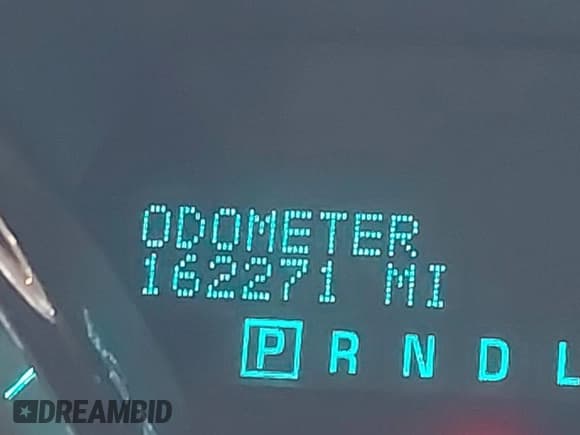 ODOMETER
162271 MI
P R N D L
DREAMBID